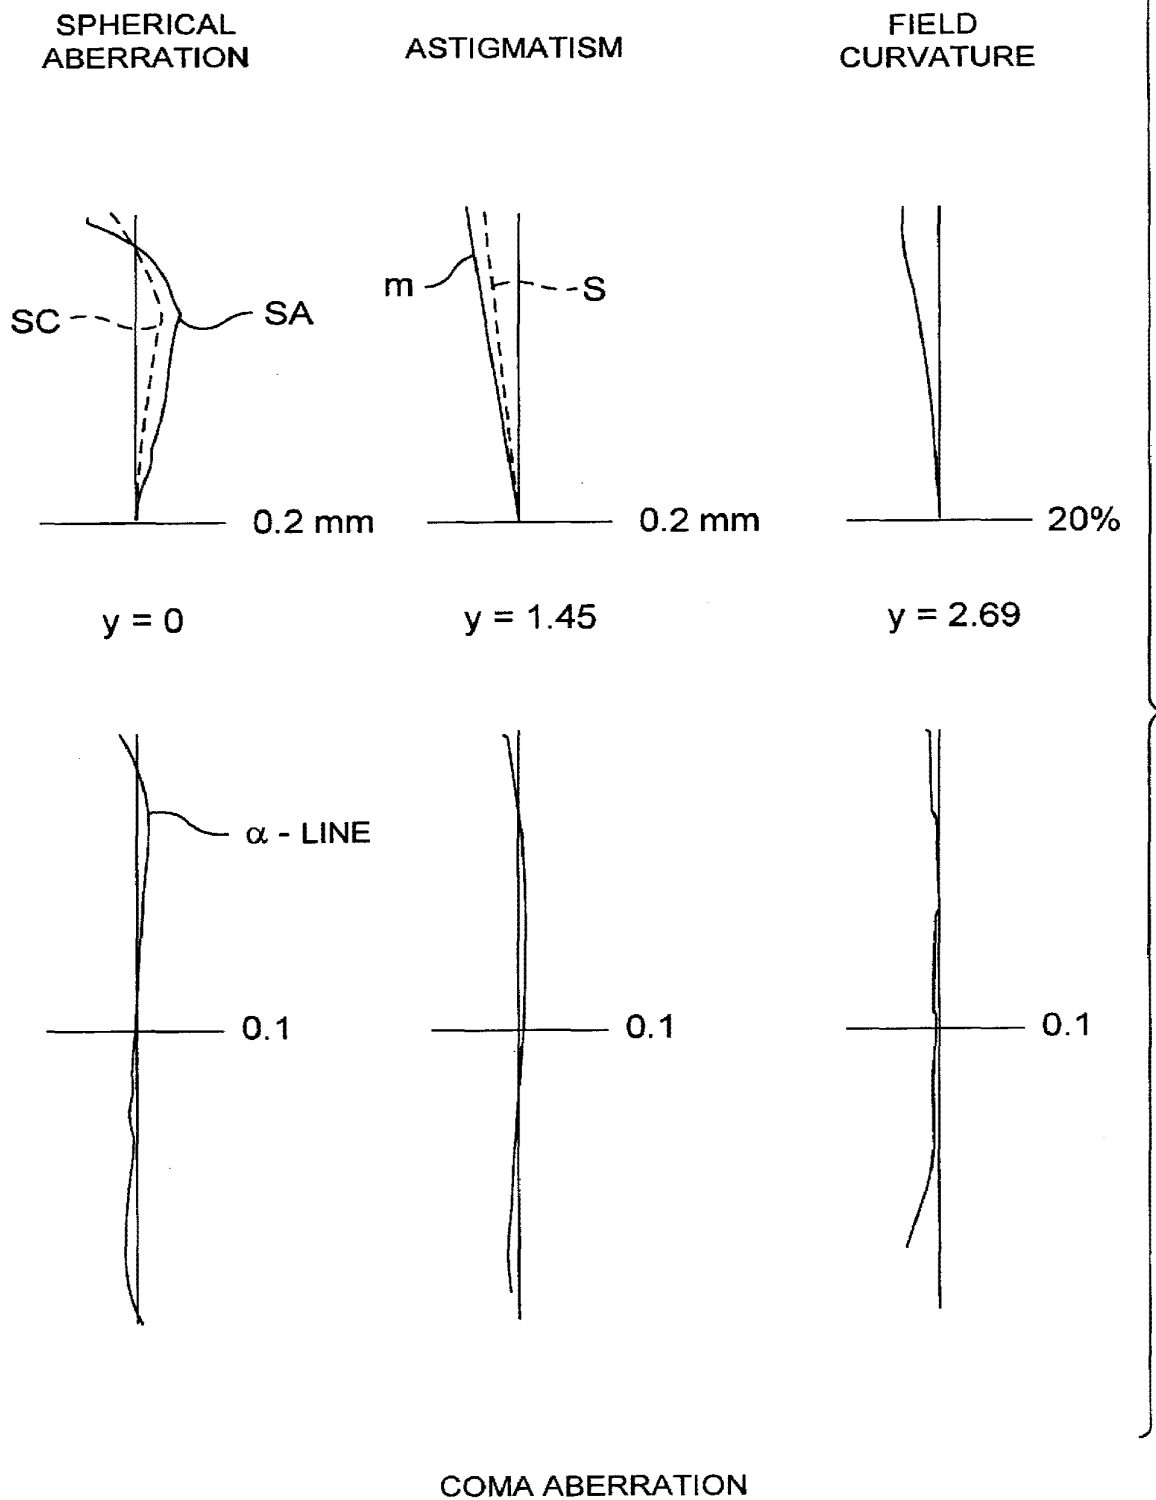 SPHERICAL
ABERRATION
ASTIGMATISM
FIELD
CURVATURE
m
S
SC
SA
0.2 mm
0.2 mm
20%
y = 0
y = 1.45
y = 2.69
α - LINE
0.1
0.1
0.1
COMA ABERRATION